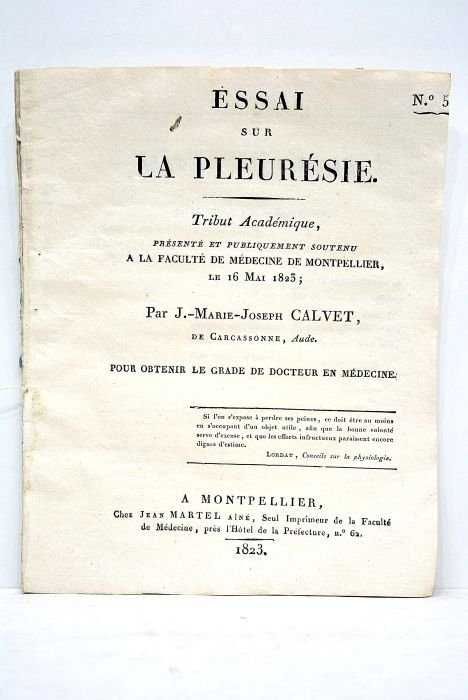 ESSAI
N.º 5
SUR
LA PLEURÉSIE.
Tribut Académique,
PRÉSENTÉ ET PUBLIQUEMENT SOUTENU
A LA FACULTÉ DE MÉDECINE DE MONTPELLIER,
LE 16 MAI 1823;
PAR J.-MARIE-JOSEPH CALVET,
DE CARCASSONNE, Aude.
POUR OBTENIR LE GRADE DE DOCTEUR EN MÉDECINE.
Si l'on s'expose à perdre ses peines, ce doit être au moins
en s'occupant d'un objet utile, afin que la bonne volonté
serve d'excuse, et que les efforts infructueux paraissent encore
dignes d'estime.
LORDAT, Conseils sur la physiologie.
A MONTPELLIER,
Chez JEAN MARTEL AÎNÉ, Seul Imprimeur de la Faculté
de Médecine, près l'Hôtel de la Préfecture, n.º 62.
1823.